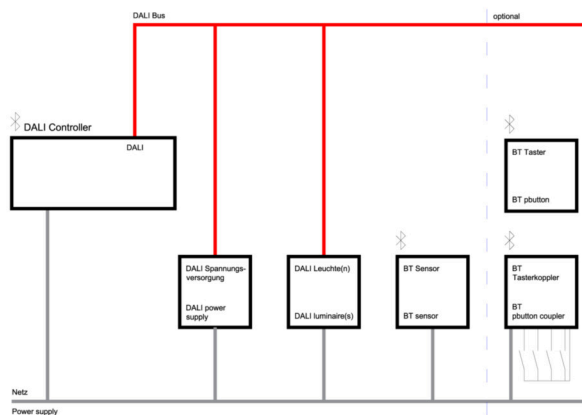 DALI Bus
optional
DALI Controller
DALI
BT Taster
BT pbutton
DALI Spannungs-
versorgung
DALI power
supply
DALI Leuchte(n)
DALI luminaire(s)
BT Sensor
BT sensor
BT
Tasterkoppler
BT
pbutton coupler
Netz
Power supply